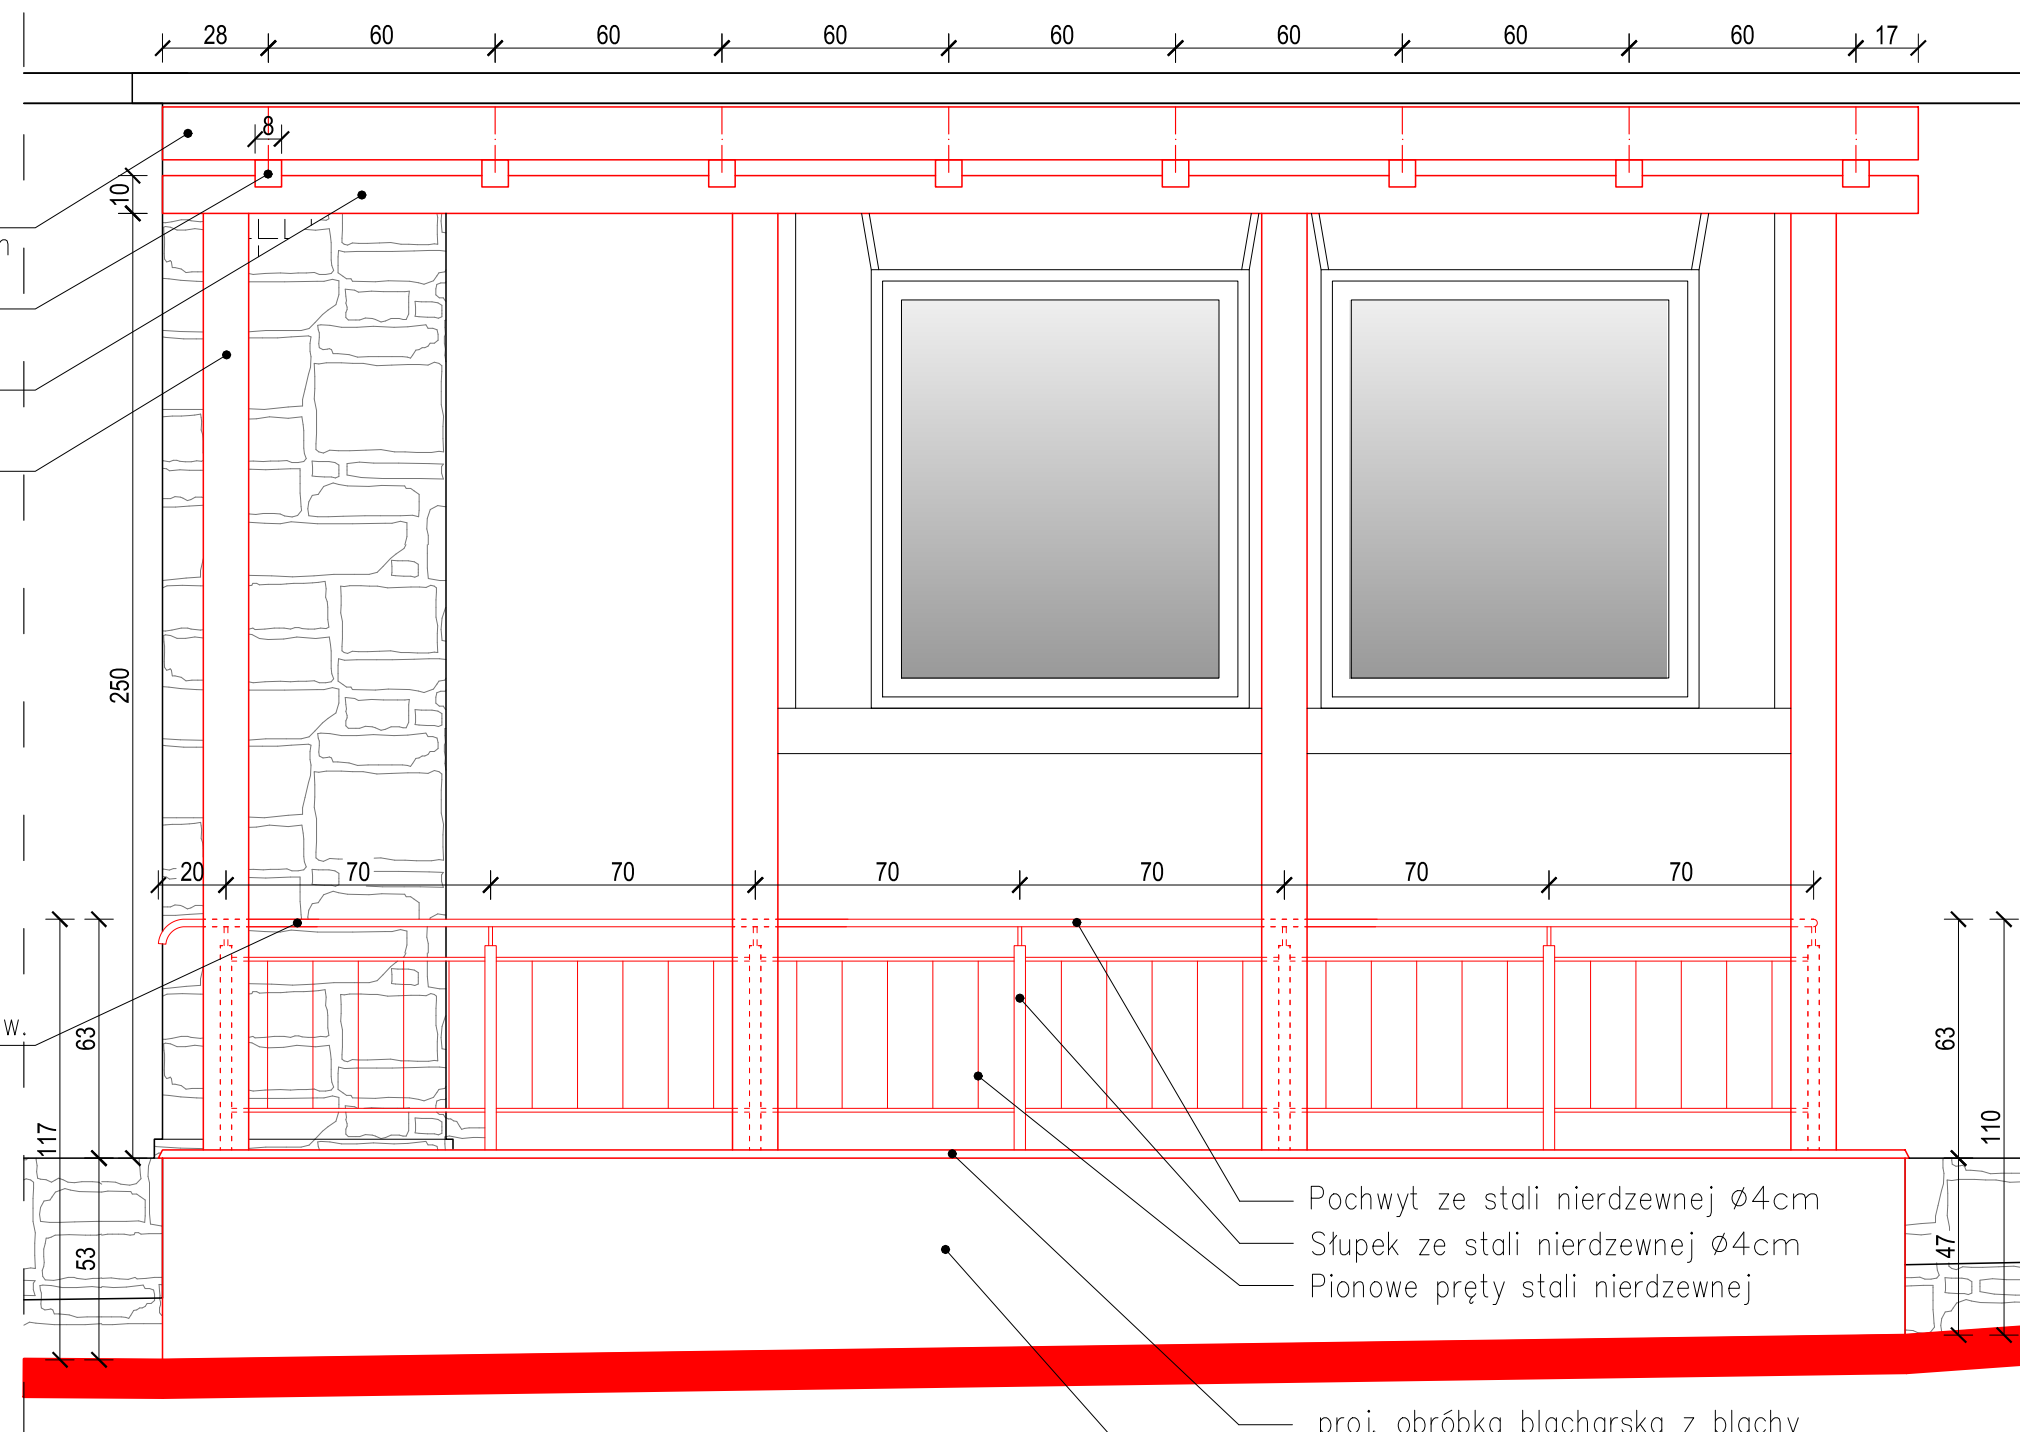 28 60 60 60 60 60 60 60 17
8
10
250
20 70 70 70 70 70 70
w.
63
117
53
63
110
47
Pochwyt ze stali nierdzewnej Ø4cm
Słupek ze stali nierdzewnej Ø4cm
Pionowe pręty stali nierdzewnej
proj. obróbka blacharska z blachy